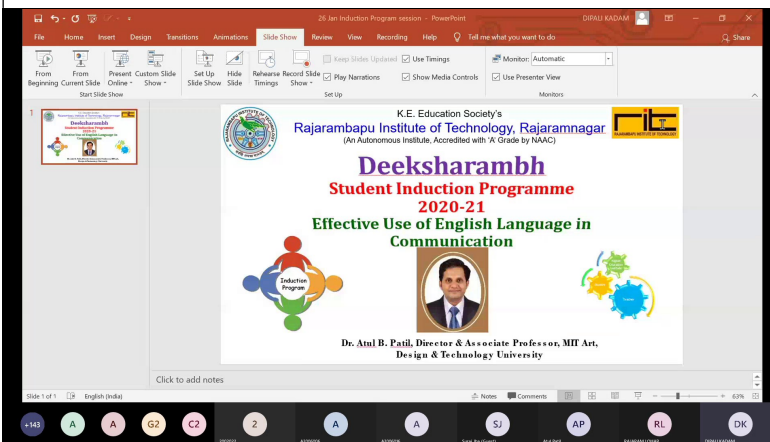 26 Jan Induction Program session - PowerPoint
DIPALI KADAM
File Home Insert Design Transitions Animations Slide Show Review View Recording Help Tell me what you want to do Share
From Beginning
From Current Slide
Present Online
Custom Slide Show
Set Up Slide Show
Hide Slide
Rehearse Timings
Record Slide Show
Keep Slides Updated
Use Timings
Play Narrations
Show Media Controls
Monitor: Automatic
Use Presenter View
Start Slide Show
Set Up
Monitors
1
K.E. Education Society's
Rajarambapu Institute of Technology, Rajaramnagar
(An Autonomous Institute, Accredited with 'A' Grade by NAAC)
RAJARAMBAPU INSTITUTE OF TECHNOLOGY
Deeksharambh
Student Induction Programme
2020-21
Effective Use of English Language in
Communication
Induction
Program
Dr. Atul B. Patil, Director & Associate Professor, MIT Art,
Design & Technology University
Click to add notes
Slide 1 of 1
English (India)
Notes
Comments
63%
+143 A A G2 C2 2 A A SJ AP RL DK